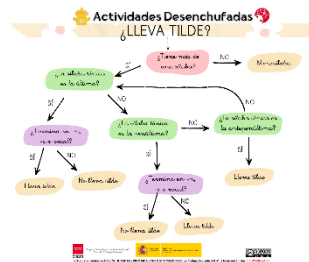 Actividades Desenchufadas
¿LLEVA TILDE?
¿Tiene más de
una sílaba?
SÍ
NO
Monosílaba
¿La sílaba tónica
es la última?
SÍ
NO
¿La sílaba tónica
es la penúltima?
NO
¿La sílaba tónica es
la antepenúltima?
NO
SÍ
SÍ
¿Termina en -n,
-s o vocal?
SÍ
NO
Lleva tilde
No lleva tilde
Lleva tilde
¿Termina en -n,
-s o vocal?
SÍ
NO
No lleva tilde
Lleva tilde